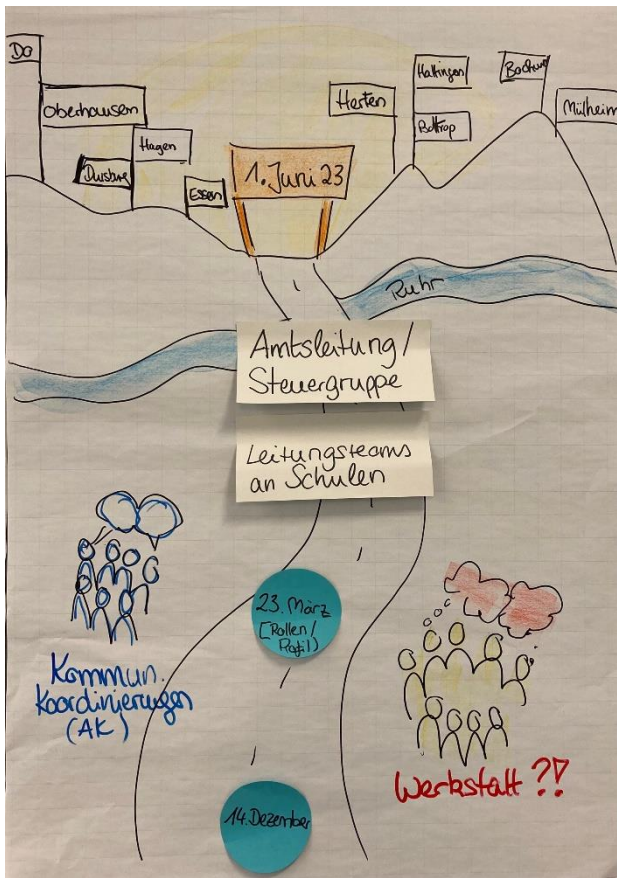 Do
Oberhausen
Hagen
Duisburg
Essen
1. Juni 23
Herten
Hattingen
Bottrop
Bochum
Mülheim
Ruhr
Amtsleitung/
Steuergruppe
Leitungsteams
an Schulen
23. März
[Rollen/
Profil)
Kommun.
Koordinierungen
(AK)
Werkstatt ?!
14. Dezember